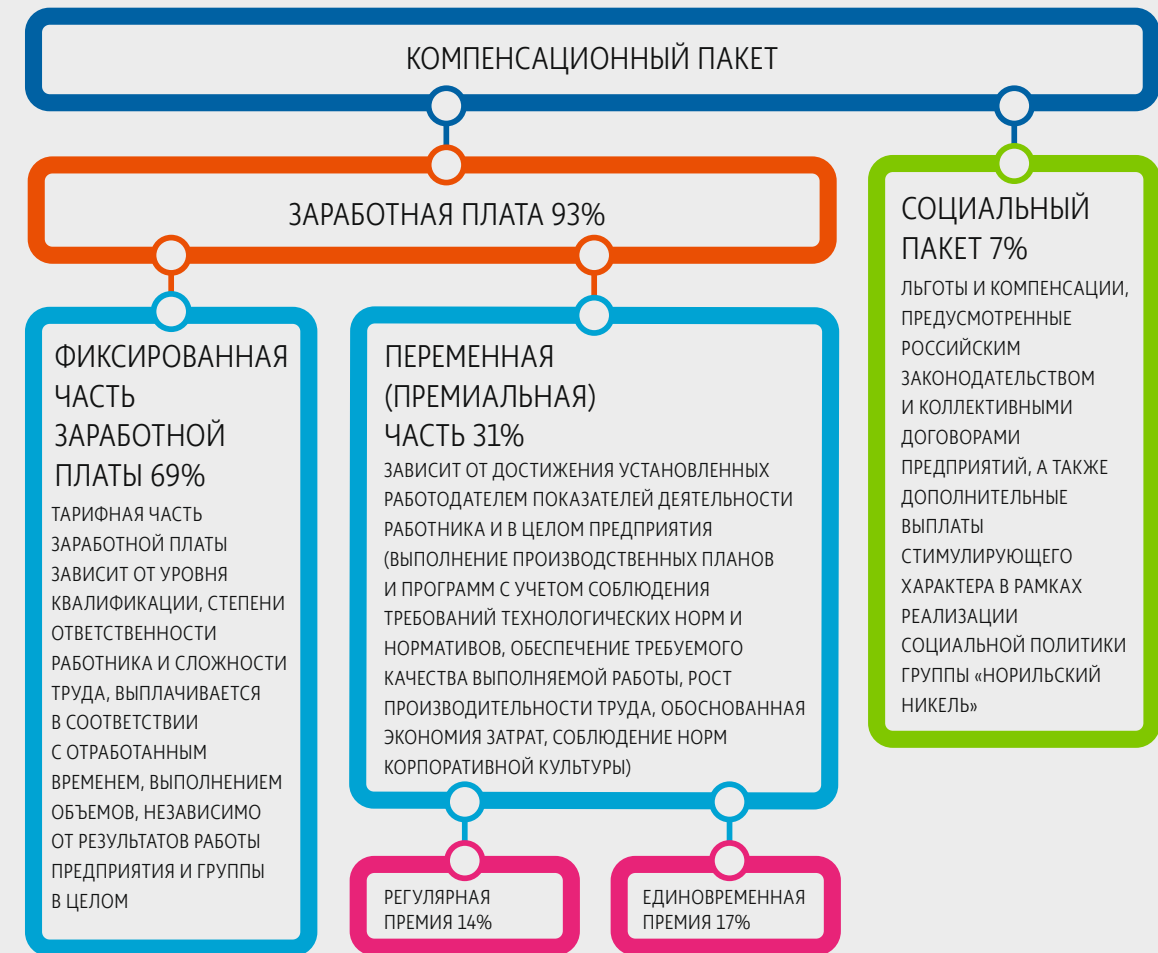 КОМПЕНСАЦИОННЫЙ ПАКЕТ
ЗАРАБОТНАЯ ПЛАТА 93%
ФИКСИРОВАННАЯ
ЧАСТЬ
ЗАРАБОТНОЙ
ПЛАТЫ 69%
ТАРИФНАЯ ЧАСТЬ
ЗАРАБОТНОЙ ПЛАТЫ
ЗАВИСИТ ОТ УРОВНЯ
КВАЛИФИКАЦИИ, СТЕПЕНИ
ОТВЕТСТВЕННОСТИ
РАБОТНИКА И СЛОЖНОСТИ
ТРУДА, ВЫПЛАЧИВАЕТСЯ
В СООТВЕТСТВИИ
С ОТРАБОТАННЫМ
ВРЕМЕНЕМ, ВЫПОЛНЕНИЕМ
ОБЪЕМОВ, НЕЗАВИСИМО
ОТ РЕЗУЛЬТАТОВ РАБОТЫ
ПРЕДПРИЯТИЯ И ГРУППЫ
В ЦЕЛОМ
ПЕРЕМЕННАЯ
(ПРЕМИАЛЬНАЯ)
ЧАСТЬ 31%
ЗАВИСИТ ОТ ДОСТИЖЕНИЯ УСТАНОВЛЕННЫХ
РАБОТОДАТЕЛЕМ ПОКАЗАТЕЛЕЙ ДЕЯТЕЛЬНОСТИ
РАБОТНИКА И В ЦЕЛОМ ПРЕДПРИЯТИЯ
(ВЫПОЛНЕНИЕ ПРОИЗВОДСТВЕННЫХ ПЛАНОВ
И ПРОГРАММ С УЧЕТОМ СОБЛЮДЕНИЯ
ТРЕБОВАНИЙ ТЕХНОЛОГИЧЕСКИХ НОРМ И
НОРМАТИВОВ, ОБЕСПЕЧЕНИЕ ТРЕБУЕМОГО
КАЧЕСТВА ВЫПОЛНЯЕМОЙ РАБОТЫ, РОСТ
ПРОИЗВОДИТЕЛЬНОСТИ ТРУДА, ОБОСНОВАННАЯ
ЭКОНОМИЯ ЗАТРАТ, СОБЛЮДЕНИЕ НОРМ
КОРПОРАТИВНОЙ КУЛЬТУРЫ)
РЕГУЛЯРНАЯ
ПРЕМИЯ 14%
ЕДИНОВРЕМЕННАЯ
ПРЕМИЯ 17%
СОЦИАЛЬНЫЙ
ПАКЕТ 7%
ЛЬГОТЫ И КОМПЕНСАЦИИ,
ПРЕДУСМОТРЕННЫЕ
РОССИЙСКИМ
ЗАКОНОДАТЕЛЬСТВОМ
И КОЛЛЕКТИВНЫМИ
ДОГОВОРАМИ
ПРЕДПРИЯТИЙ, А ТАКЖЕ
ДОПОЛНИТЕЛЬНЫЕ
ВЫПЛАТЫ
СТИМУЛИРУЮЩЕГО
ХАРАКТЕРА В РАМКАХ
РЕАЛИЗАЦИИ
СОЦИАЛЬНОЙ ПОЛИТИКИ
ГРУППЫ «НОРИЛЬСКИЙ
НИКЕЛЬ»